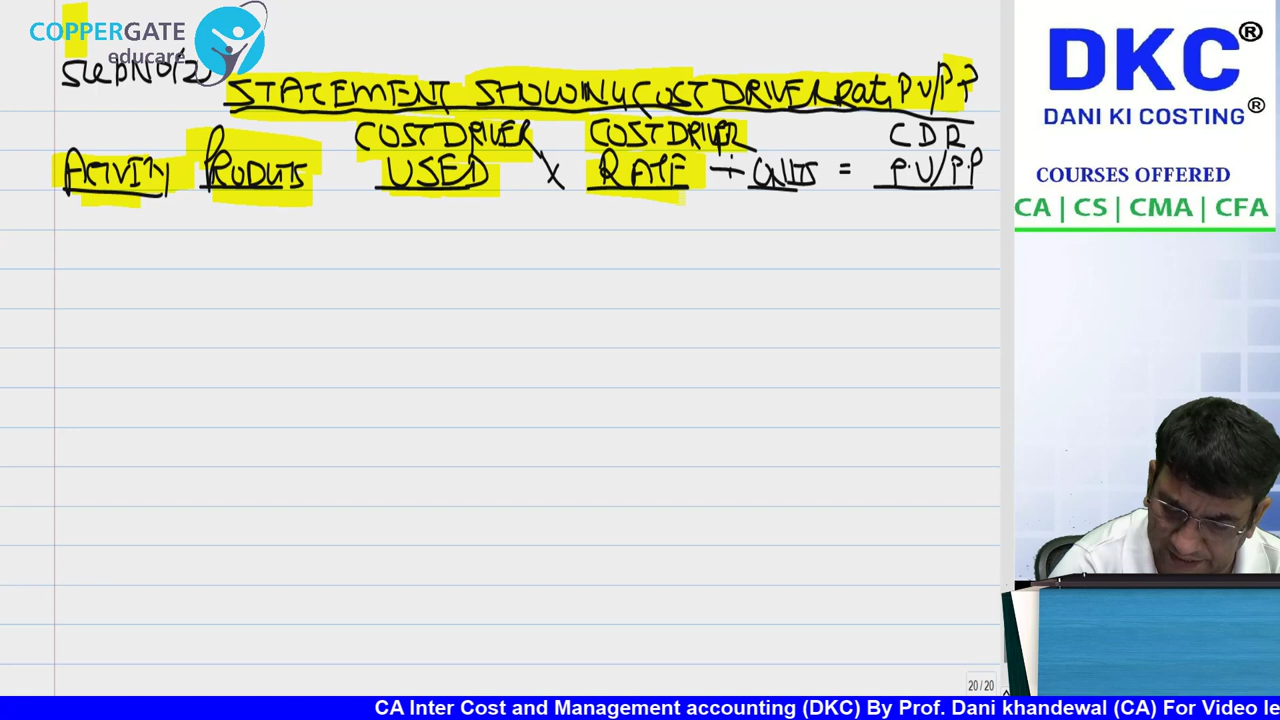 COPPERGATE
educare
Step NO(2)
STATEMENT SHOWING COST DRIVER Rate P.U/P.P
COST DRIVER COST DRIVER CDR
ACTIVITY PRODUCTS USED X RATE ÷ UNITS = P.U/P.P
DKC®
DANI KI COSTING®
COURSES OFFERED
CA | CS | CMA | CFA
20/20
CA Inter Cost and Management accounting (DKC) By Prof. Dani khandewal (CA) For Video le